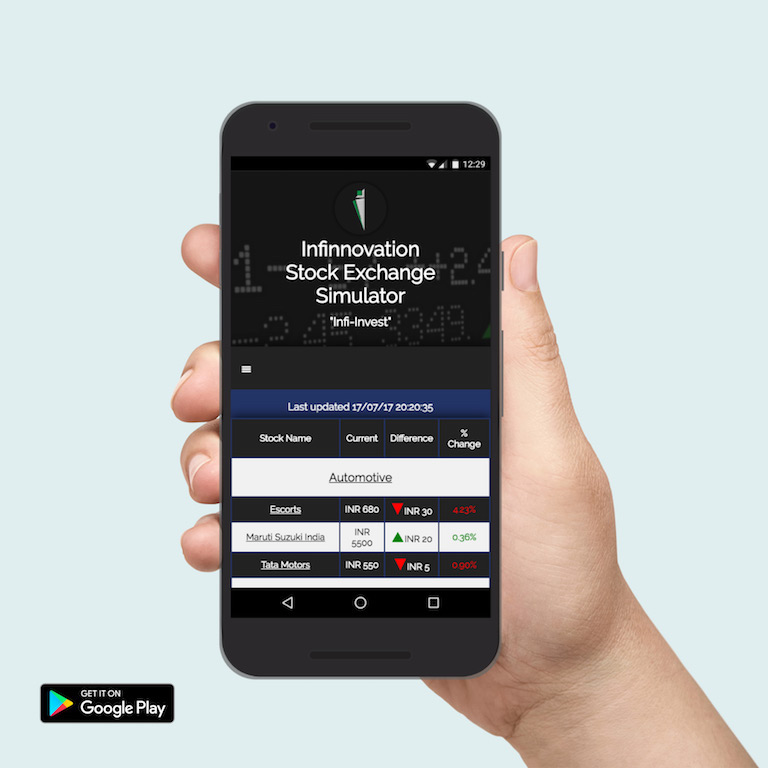 12:29
Infinnovation
Stock Exchange
Simulator
"Infi-Invest"
Last updated 17/07/17 20:20:35
Stock Name Current Difference % Change
Automotive
Escorts INR 680 INR 30 4.23%
Maruti Suzuki India INR 5500 INR 20 0.36%
Tata Motors INR 550 INR 5 0.90%
GET IT ON
Google Play